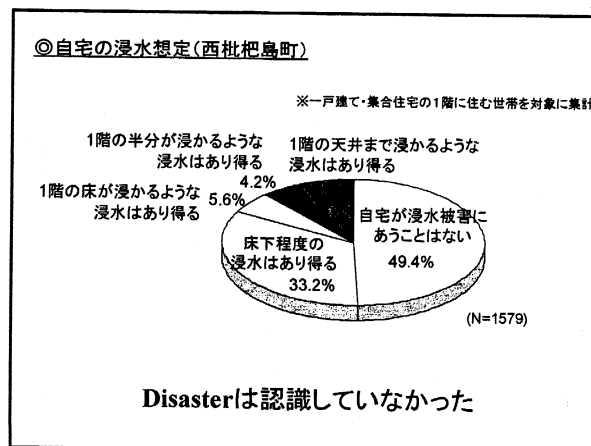 ◎自宅の浸水想定(西枇杷島町)
※一戸建て・集合住宅の1階に住む世帯を対象に集計
1階の半分が浸かるような
浸水はあり得る
4.2%
1階の天井まで浸かるような
浸水はあり得る
1階の床が浸かるような
浸水はあり得る
5.6%
自宅が浸水被害に
あうことはない
49.4%
床下程度の
浸水はあり得る
33.2%
(N=1579)
Disasterは認識していなかった